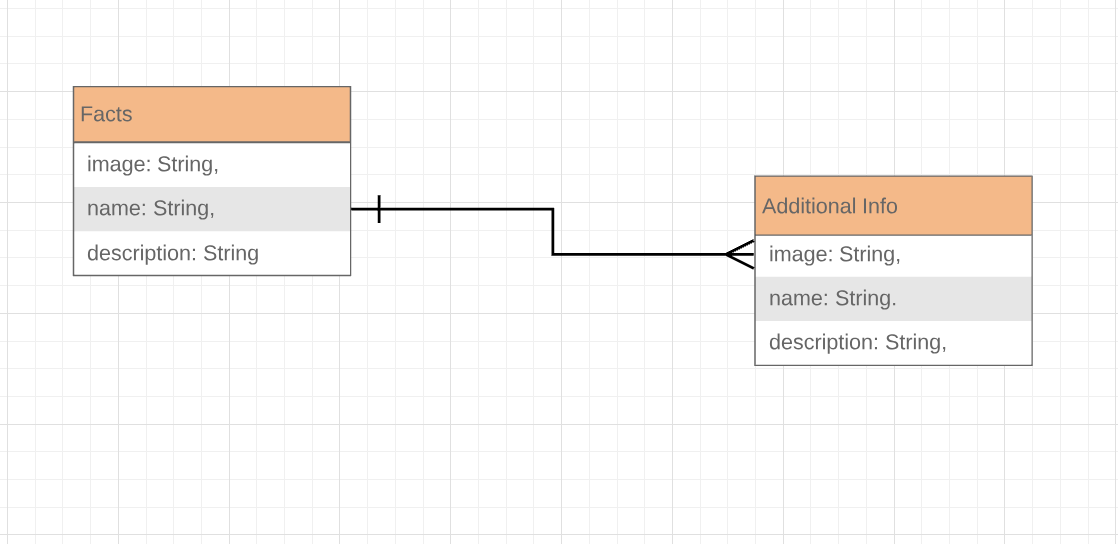 Facts
image: String,
name: String,
description: String
Additional Info
image: String,
name: String.
description: String,